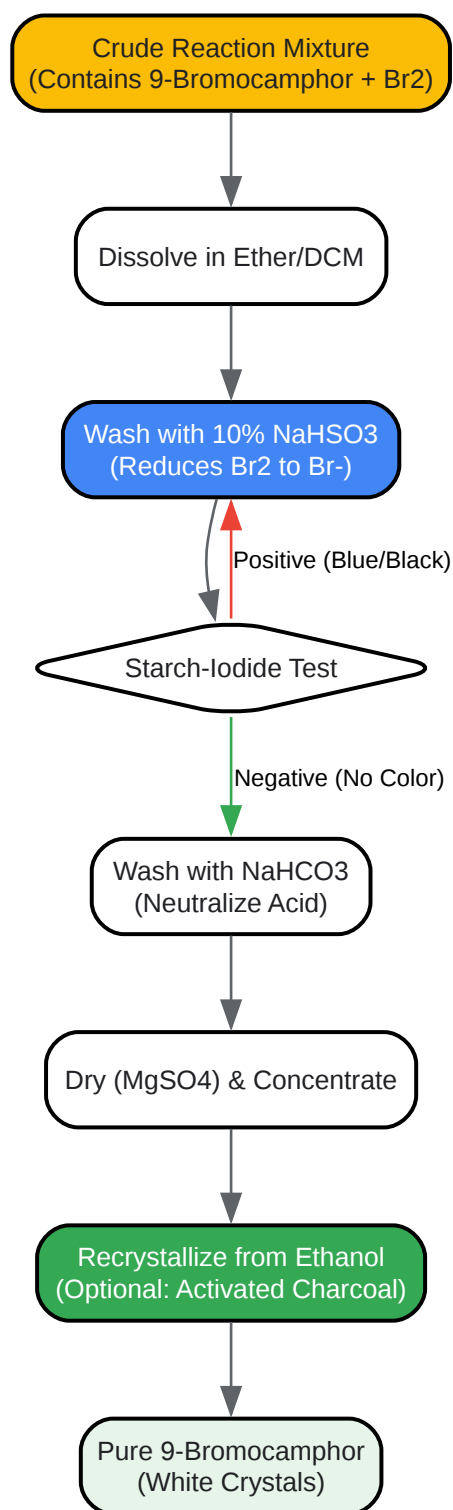 Crude Reaction Mixture
(Contains 9-Bromocamphor + Br2)
Dissolve in Ether/DCM
Wash with 10% NaHSO3
(Reduces Br2 to Br-)
Positive (Blue/Black)
Starch-Iodide Test
Negative (No Color)
Wash with NaHCO3
(Neutralize Acid)
Dry (MgSO4) & Concentrate
Recrystallize from Ethanol
(Optional: Activated Charcoal)
Pure 9-Bromocamphor
(White Crystals)